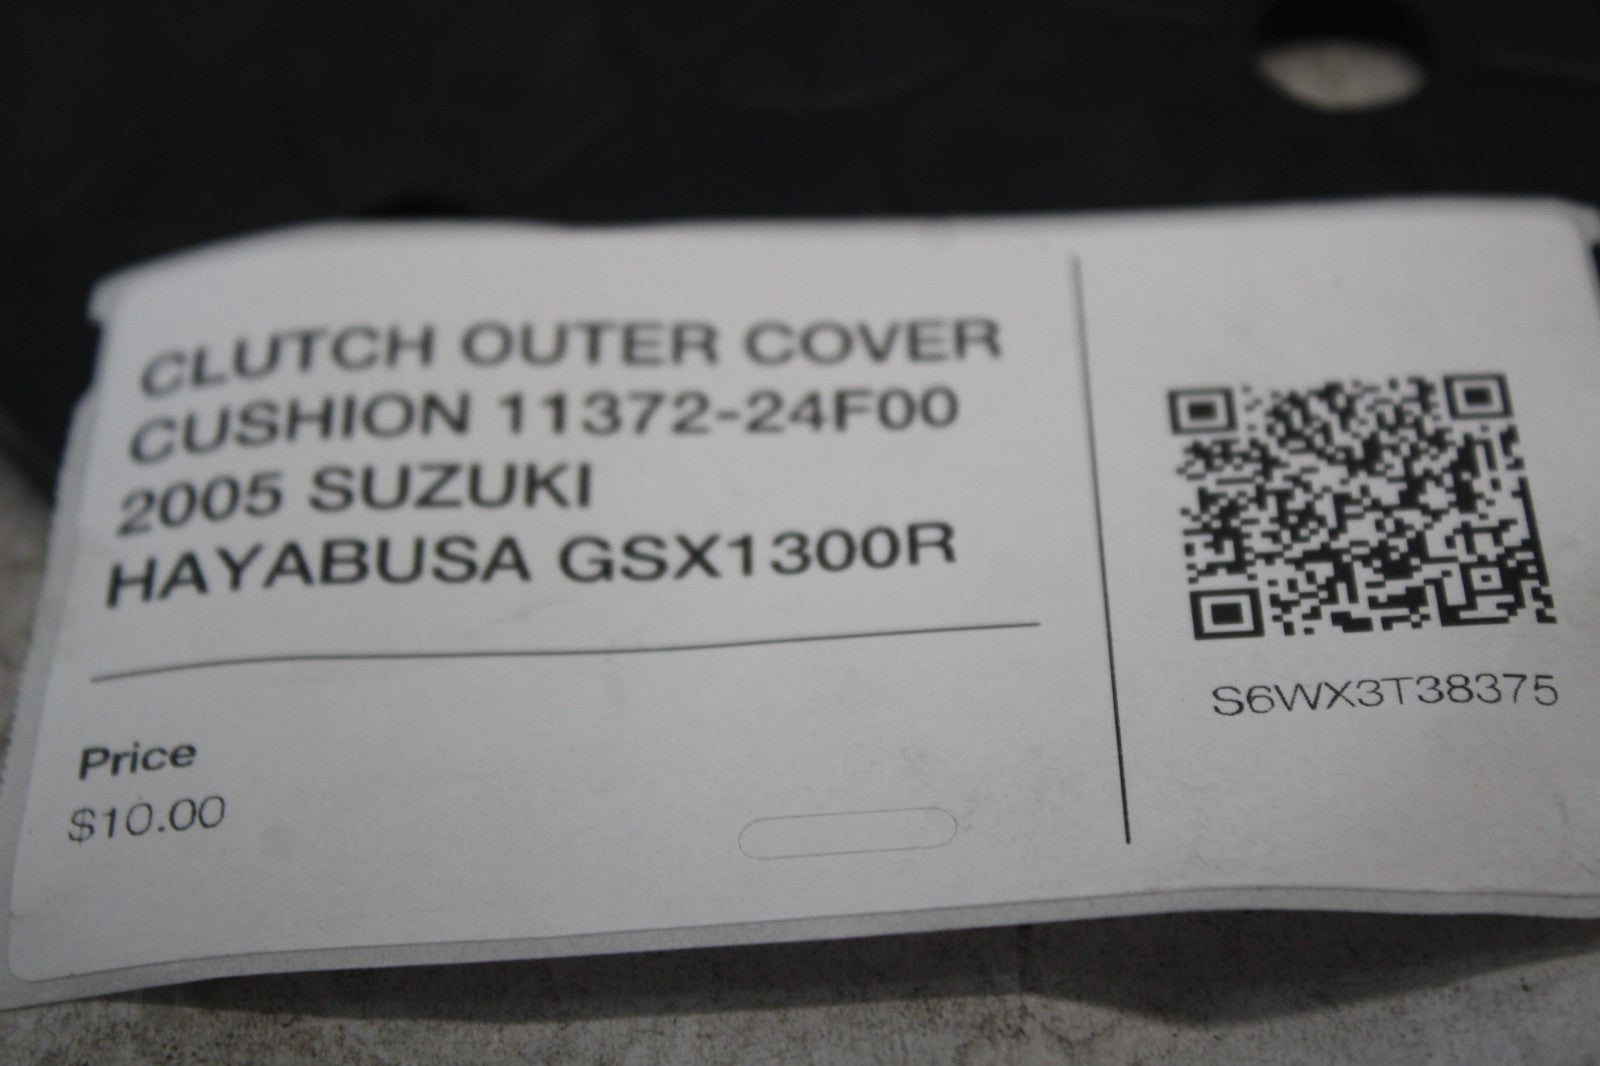 CLUTCH OUTER COVER
CUSHION 11372-24F00
2005 SUZUKI
HAYABUSA GSX1300R
Price
$10.00
S6WX3T38375